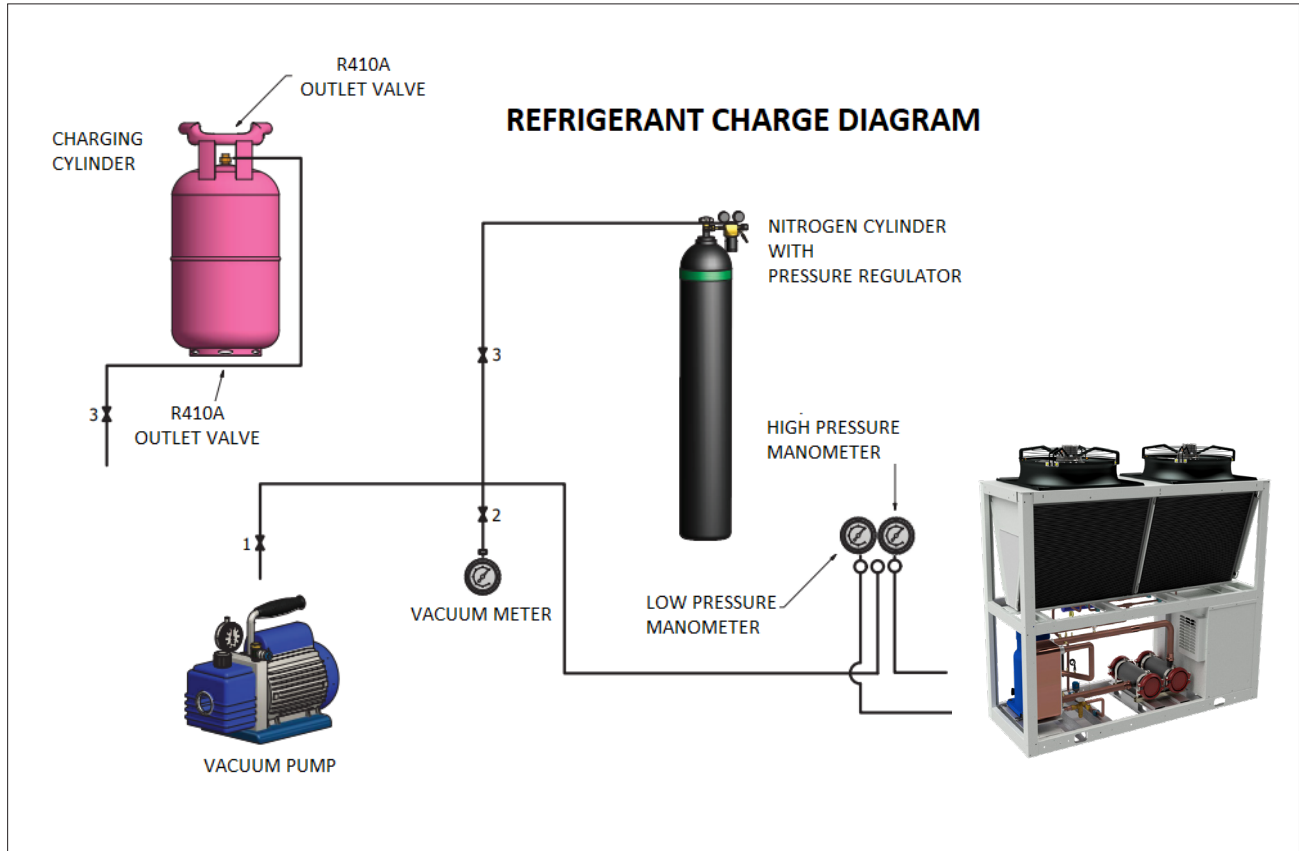 R410A
OUTLET VALVE
REFRIGERANT CHARGE DIAGRAM
CHARGING
CYLINDER
NITROGEN CYLINDER
WITH
PRESSURE REGULATOR
3
3
R410A
OUTLET VALVE
HIGH PRESSURE
MANOMETER
2
1
VACUUM METER
LOW PRESSURE
MANOMETER
VACUUM PUMP